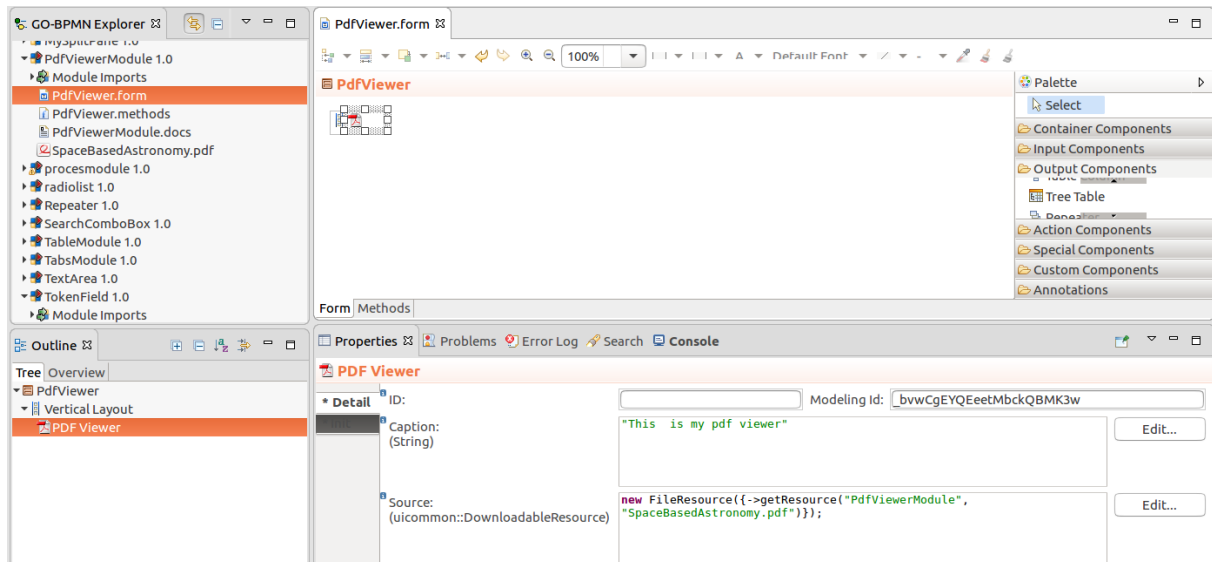 GO-BPMN Explorer
MySplitPane 1.0
PdfViewerModule 1.0
Module Imports
PdfViewer.form
PdfViewer.methods
PdfViewerModule.docs
SpaceBasedAstronomy.pdf
procesmodule 1.0
radiolist 1.0
Repeater 1.0
SearchComboBox 1.0
TableModule 1.0
TabsModule 1.0
TextArea 1.0
TokenField 1.0
Module Imports
PdfViewer.form
100%
A
Default Font
PdfViewer
Palette
Select
Container Components
Input Components
Output Components
Table Column
Tree Table
Repeater
Action Components
Special Components
Custom Components
Annotations
Form Methods
Outline
Tree Overview
PdfViewer
Vertical Layout
PDF Viewer
Properties Problems Error Log Search Console
PDF Viewer
* Detail
* Init
ID:
Modeling Id: _bvwCgEYQEeetMbckQBMK3w
Caption:
(String)
"This  is my pdf viewer"
Edit...
Source:
(uicommon::DownloadableResource)
new FileResource({->getResource("PdfViewerModule",
"SpaceBasedAstronomy.pdf")});
Edit...